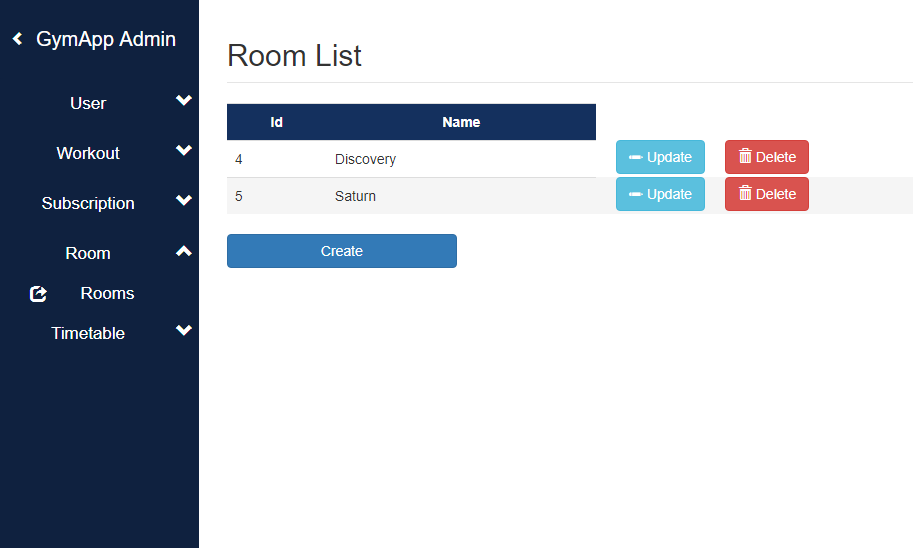 GymApp Admin
User
Workout
Subscription
Room
Rooms
Timetable
Room List
Id Name
4 Discovery Update Delete
5 Saturn Update Delete
Create